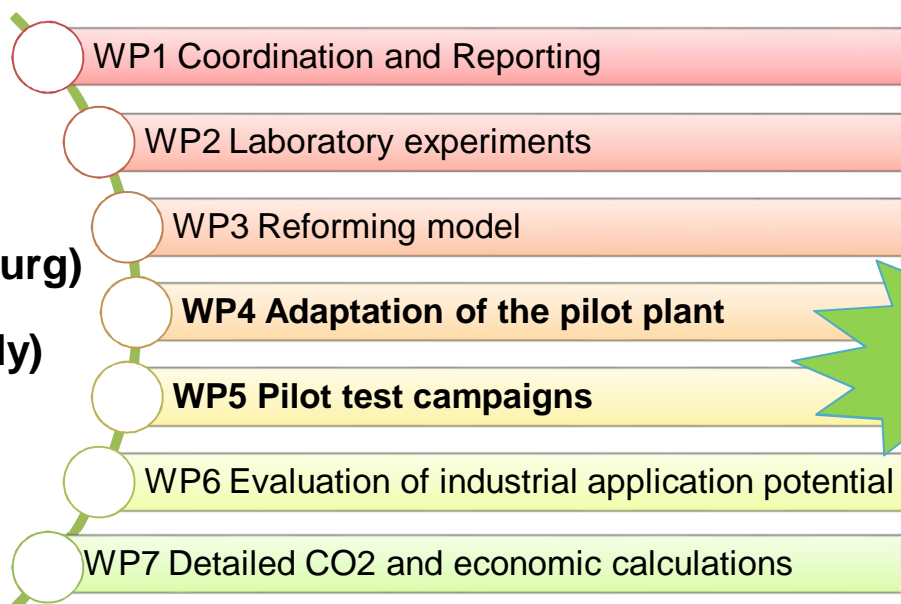 WP1 Coordination and Reporting
WP2 Laboratory experiments
WP3 Reforming model
urg)
WP4 Adaptation of the pilot plant
ly)
WP5 Pilot test campaigns
WP6 Evaluation of industrial application potential
WP7 Detailed CO2 and economic calculations